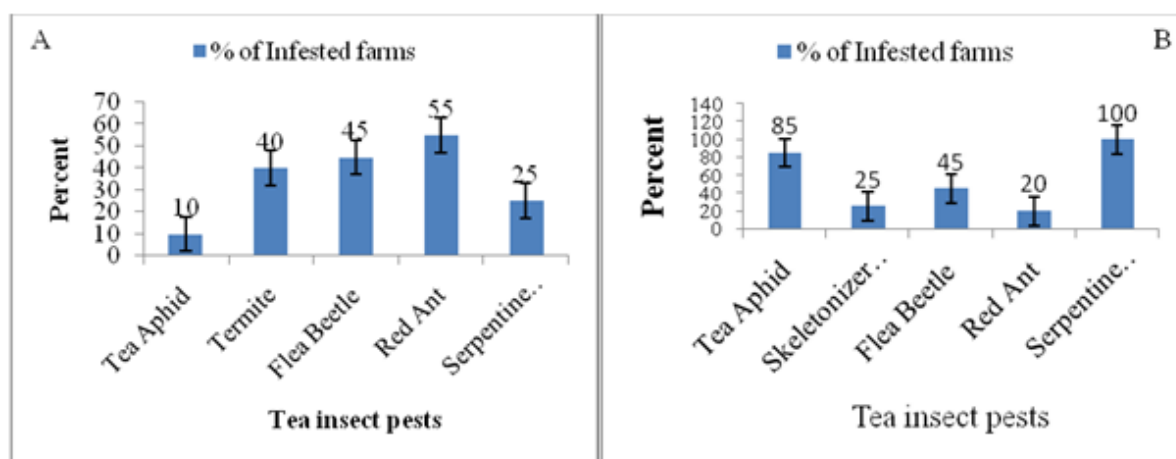 A
% of Infested farms
Percent
70
60
50
40
30
20
10
0
10
40
45
55
25
Tea Aphid
Termite
Flea Beetle
Red Ant
Serpentine..
Tea insect pests
B
% of Infested farms
Percent
140
120
100
80
60
40
20
0
85
25
45
20
100
Tea Aphid
Skeletonizer..
Flea Beetle
Red Ant
Serpentine..
Tea insect pests